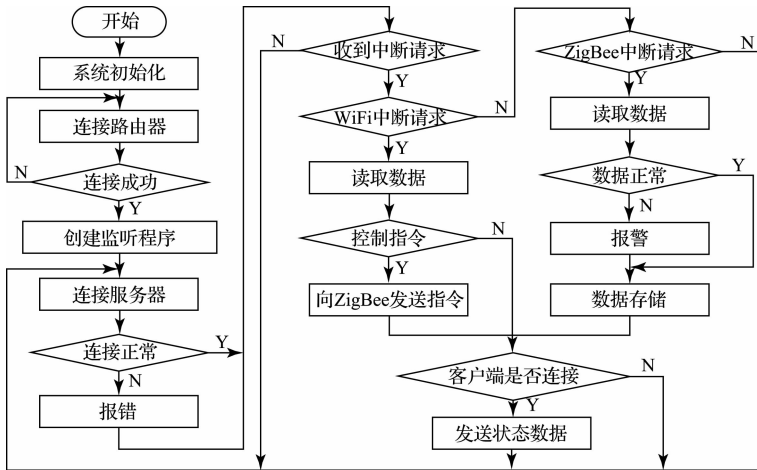 开始
系统初始化
连接路由器
N
连接成功
Y
创建监听程序
连接服务器
连接正常
Y
N
报错
N
收到中断请求
Y
WiFi中断请求
N
Y
读取数据
控制指令
N
Y
向ZigBee发送指令
ZigBee中断请求
N
Y
读取数据
数据正常
Y
N
报警
数据存储
客户端是否连接
N
Y
发送状态数据